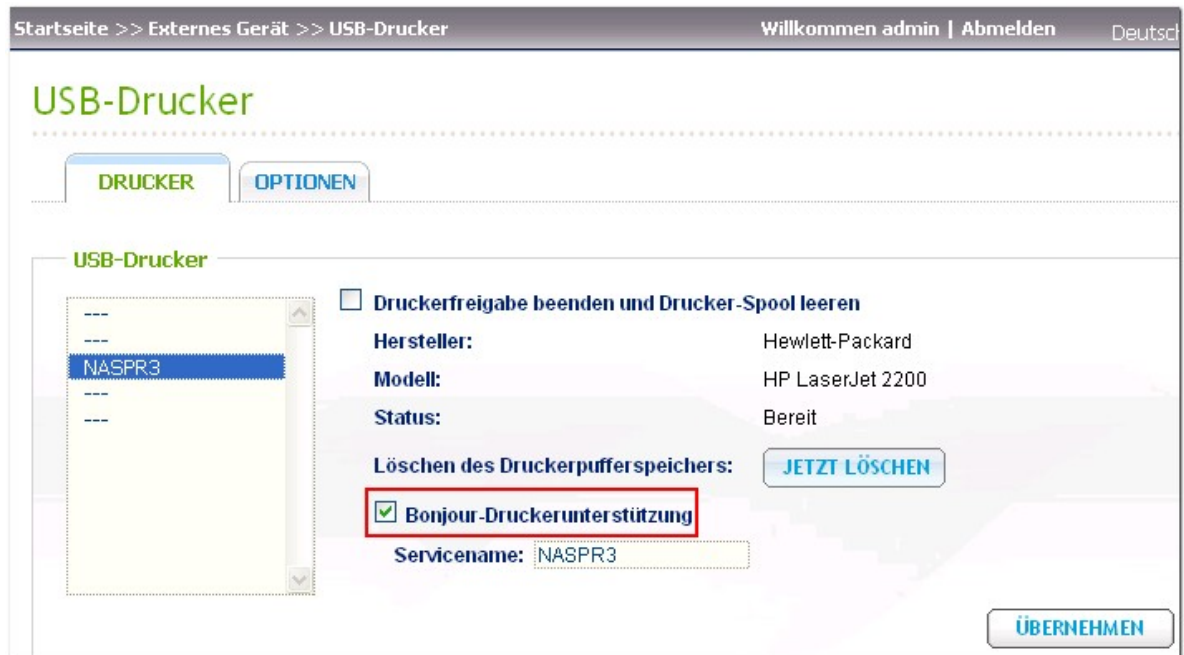 Startseite >> Externes Gerät >> USB-Drucker Willkommen admin | Abmelden Deutsch
USB-Drucker
DRUCKER OPTIONEN
USB-Drucker
---
---
NASPR3
---
---
Druckerfreigabe beenden und Drucker-Spool leeren
Hersteller: Hewlett-Packard
Modell: HP LaserJet 2200
Status: Bereit
Löschen des Druckerpufferspeichers: JETZT LÖSCHEN
Bonjour-Druckerunterstützung
Servicename: NASPR3
ÜBERNEHMEN